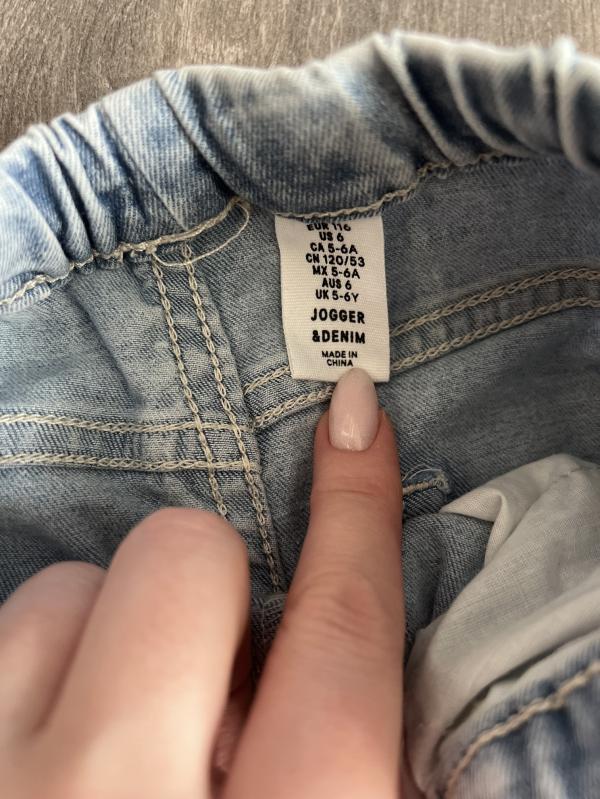 EUR 116
US 6
CA 5-6A
CN 120/53
MX 5-6A
AUS 6
UK 5-6Y
JOGGER
&DENIM
MADE IN
CHINA